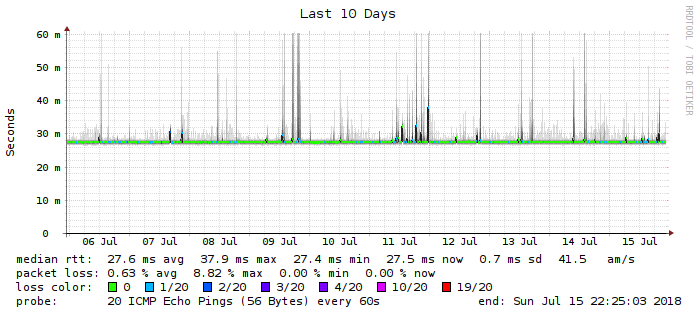 Last 10 Days
RRDTOOL / TOBI OETIKER
Seconds
60 m
50 m
40 m
30 m
20 m
10 m
0
06 Jul 07 Jul 08 Jul 09 Jul 10 Jul 11 Jul 12 Jul 13 Jul 14 Jul 15 Jul
median rtt: 27.6 ms avg 37.9 ms max 27.4 ms min 27.5 ms now 0.7 ms sd 41.5 am/s
packet loss: 0.63 % avg 8.82 % max 0.00 % min 0.00 % now
loss color: 0 1/20 2/20 3/20 4/20 10/20 19/20
probe: 20 ICMP Echo Pings (56 Bytes) every 60s end: Sun Jul 15 22:25:03 2018